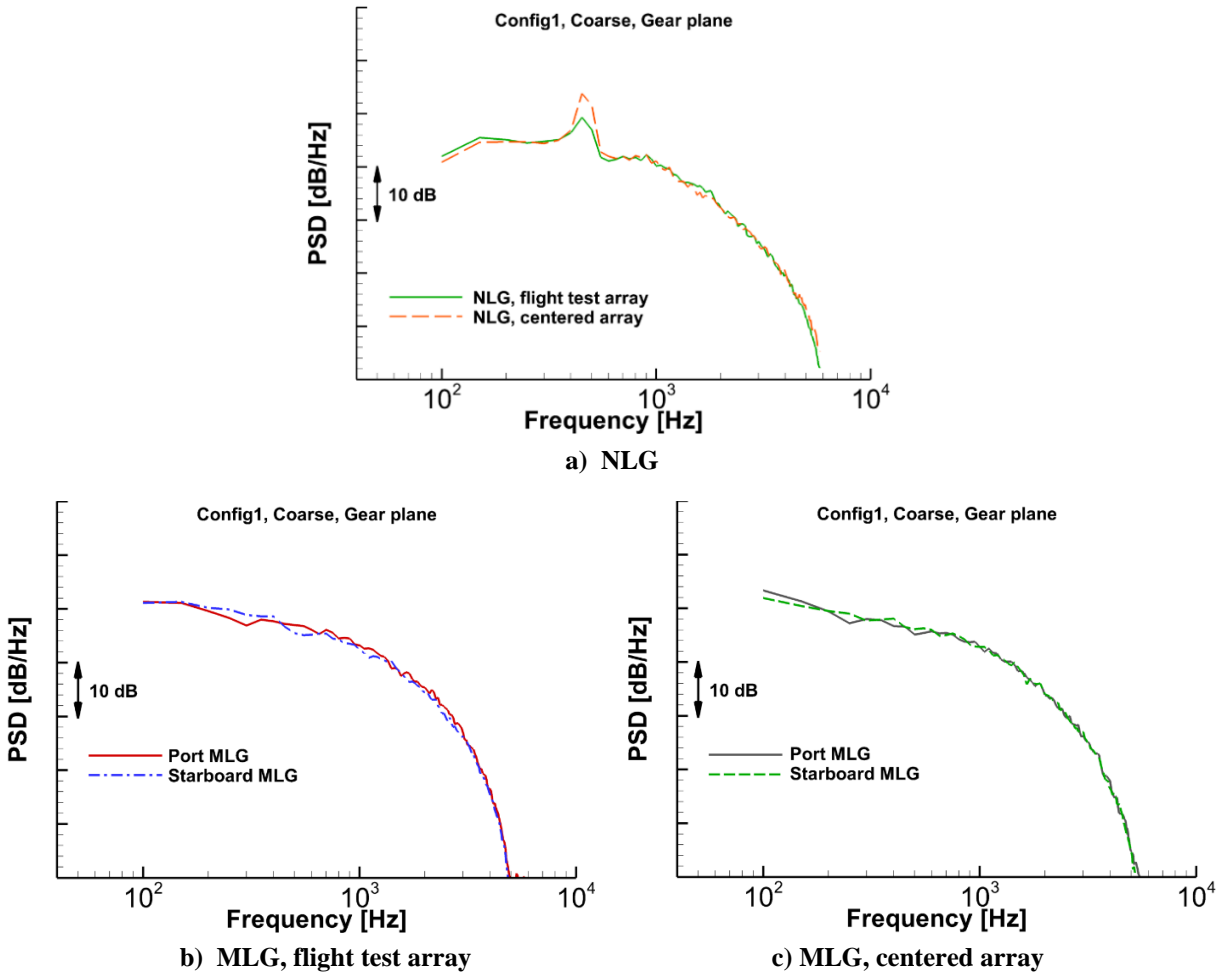 Config1, Coarse, Gear plane
PSD [dB/Hz]
10 dB
NLG, flight test array
NLG, centered array
10² 10³ 10⁴
Frequency [Hz]
a) NLG
Config1, Coarse, Gear plane
PSD [dB/Hz]
10 dB
Port MLG
Starboard MLG
10² 10³ 10⁴
Frequency [Hz]
b) MLG, flight test array
Config1, Coarse, Gear plane
PSD [dB/Hz]
10 dB
Port MLG
Starboard MLG
10² 10³ 10⁴
Frequency [Hz]
c) MLG, centered array